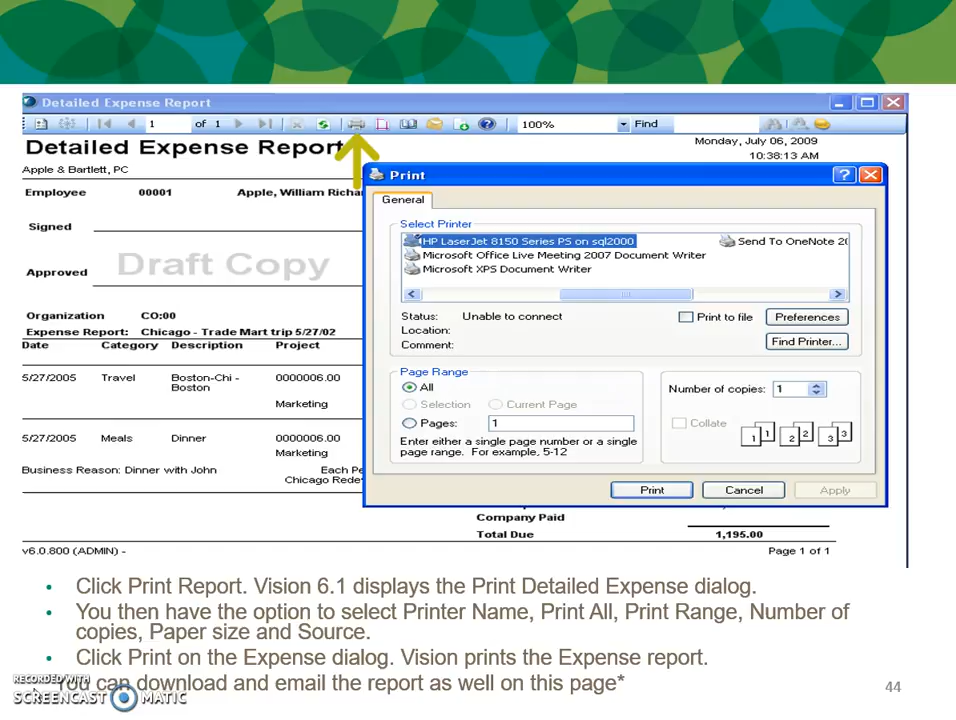 Detailed Expense Report
1 of 1 100% Find
Detailed Expense Report
Monday, July 06, 2009
10:38:13 AM
Apple & Bartlett, PC
Employee 00001 Apple, William Richa
Signed
Approved
Draft Copy
Organization CO:00
Expense Report: Chicago - Trade Mart trip 5/27/02
Date Category Description Project
5/27/2005 Travel Boston-Chi - 0000006.00
Boston
Marketing
5/27/2005 Meals Dinner 0000006.00
Marketing
Business Reason: Dinner with John Each Pe
Chicago Rede
Company Paid
Total Due 1,195.00
v6.0.800 (ADMIN) - Page 1 of 1
Print
General
Select Printer
HP LaserJet 8150 Series PS on sql2000
Send To OneNote 20
Microsoft Office Live Meeting 2007 Document Writer
Microsoft XPS Document Writer
Status: Unable to connect
Location:
Comment:
Print to file
Preferences
Find Printer...
Page Range
All
Selection Current Page
Pages: 1
Enter either a single page number or a single
page range. For example, 5-12
Number of copies: 1
Collate
1 1 2 2 3 3
Print Cancel Apply
• Click Print Report. Vision 6.1 displays the Print Detailed Expense dialog.
• You then have the option to select Printer Name, Print All, Print Range, Number of
copies, Paper size and Source.
• Click Print on the Expense dialog. Vision prints the Expense report.
You can download and email the report as well on this page*
44
RECORDED WITH
SCREENCAST MATIC